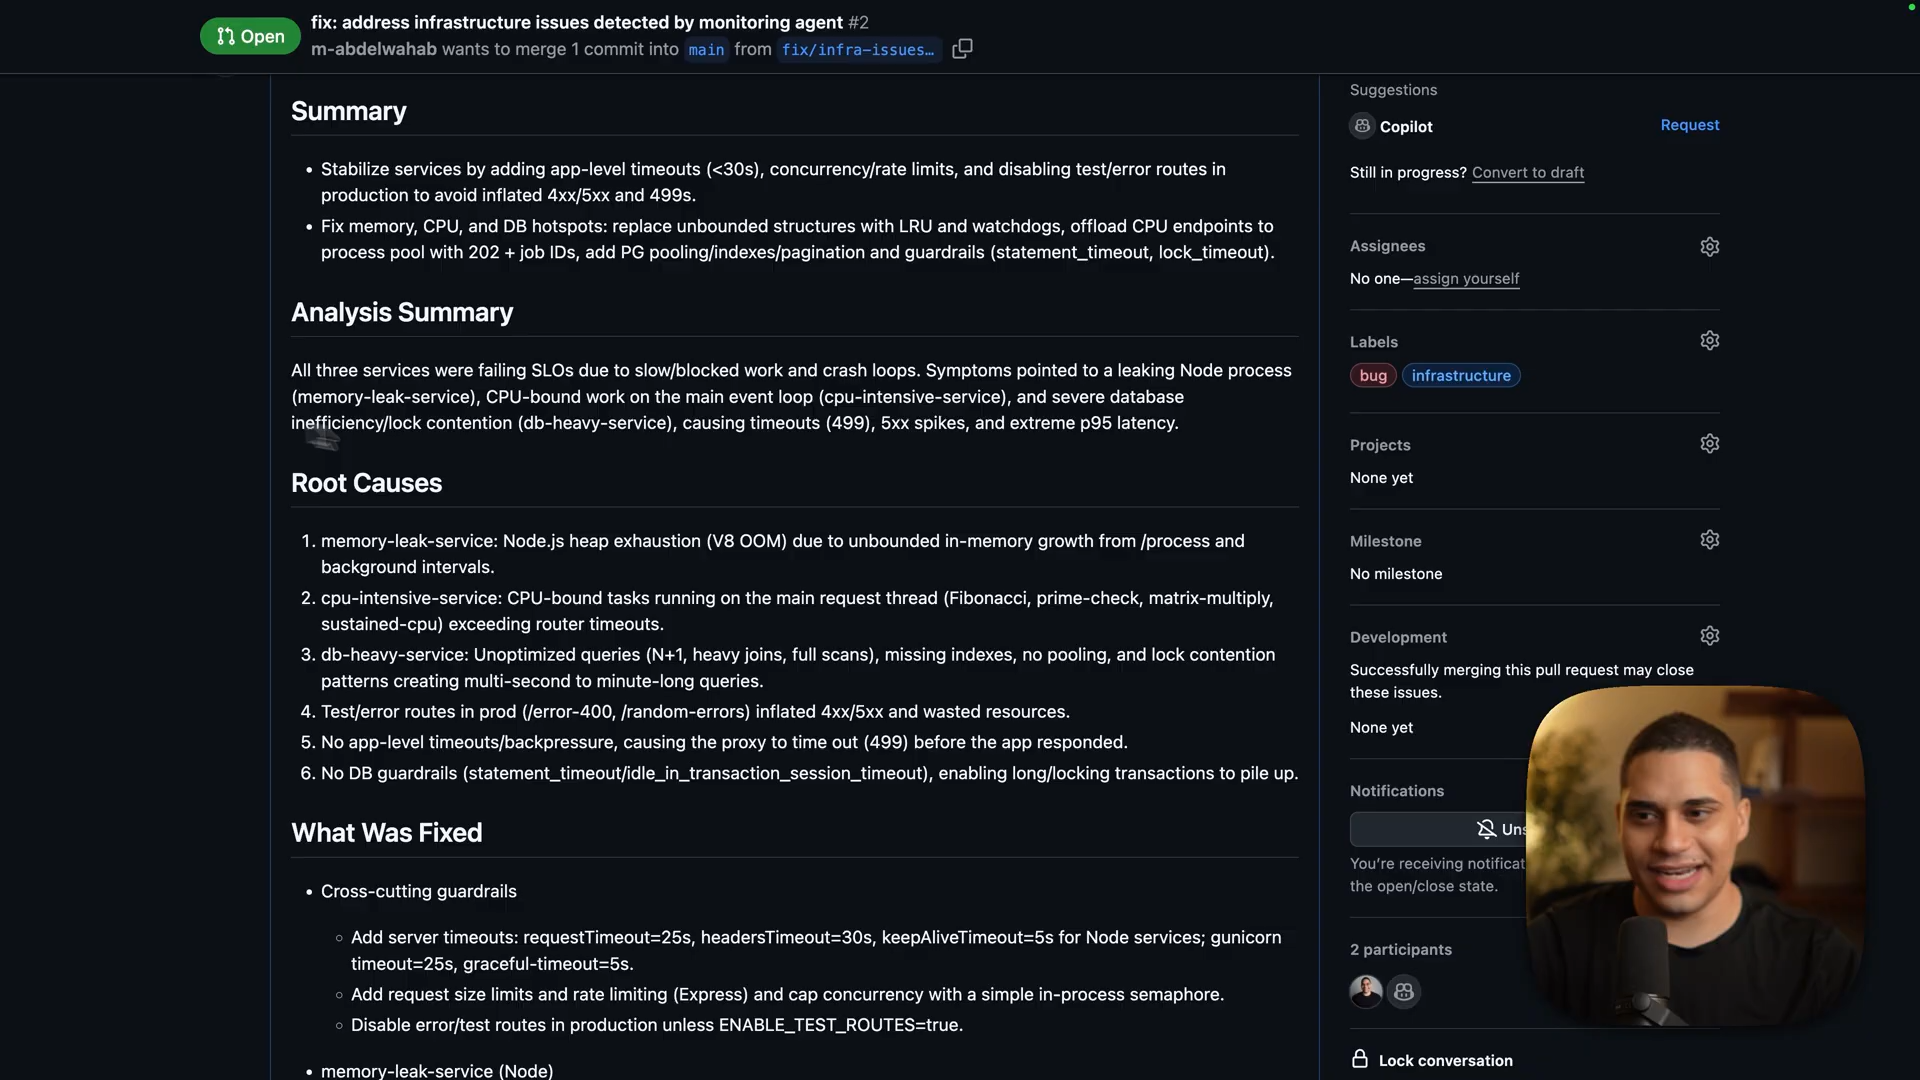 Open
fix: address infrastructure issues detected by monitoring agent #2
m-abdelwahab wants to merge 1 commit into main from fix/infra-issues…
Summary
• Stabilize services by adding app-level timeouts (<30s), concurrency/rate limits, and disabling test/error routes in
production to avoid inflated 4xx/5xx and 499s.
• Fix memory, CPU, and DB hotspots: replace unbounded structures with LRU and watchdogs, offload CPU endpoints to
process pool with 202 + job IDs, add PG pooling/indexes/pagination and guardrails (statement_timeout, lock_timeout).
Analysis Summary
All three services were failing SLOs due to slow/blocked work and crash loops. Symptoms pointed to a leaking Node process
(memory-leak-service), CPU-bound work on the main event loop (cpu-intensive-service), and severe database
inefficiency/lock contention (db-heavy-service), causing timeouts (499), 5xx spikes, and extreme p95 latency.
Root Causes
1. memory-leak-service: Node.js heap exhaustion (V8 OOM) due to unbounded in-memory growth from /process and
background intervals.
2. cpu-intensive-service: CPU-bound tasks running on the main request thread (Fibonacci, prime-check, matrix-multiply,
sustained-cpu) exceeding router timeouts.
3. db-heavy-service: Unoptimized queries (N+1, heavy joins, full scans), missing indexes, no pooling, and lock contention
patterns creating multi-second to minute-long queries.
4. Test/error routes in prod (/error-400, /random-errors) inflated 4xx/5xx and wasted resources.
5. No app-level timeouts/backpressure, causing the proxy to time out (499) before the app responded.
6. No DB guardrails (statement_timeout/idle_in_transaction_session_timeout), enabling long/locking transactions to pile up.
What Was Fixed
• Cross-cutting guardrails
◦ Add server timeouts: requestTimeout=25s, headersTimeout=30s, keepAliveTimeout=5s for Node services; gunicorn
timeout=25s, graceful-timeout=5s.
◦ Add request size limits and rate limiting (Express) and cap concurrency with a simple in-process semaphore.
◦ Disable error/test routes in production unless ENABLE_TEST_ROUTES=true.
• memory-leak-service (Node)
Suggestions
Copilot
Request
Still in progress? Convert to draft
Assignees
No one—assign yourself
Labels
bug
infrastructure
Projects
None yet
Milestone
No milestone
Development
Successfully merging this pull request may close
these issues.
None yet
Notifications
Uns
You're receiving notificat
the open/close state.
2 participants
Lock conversation